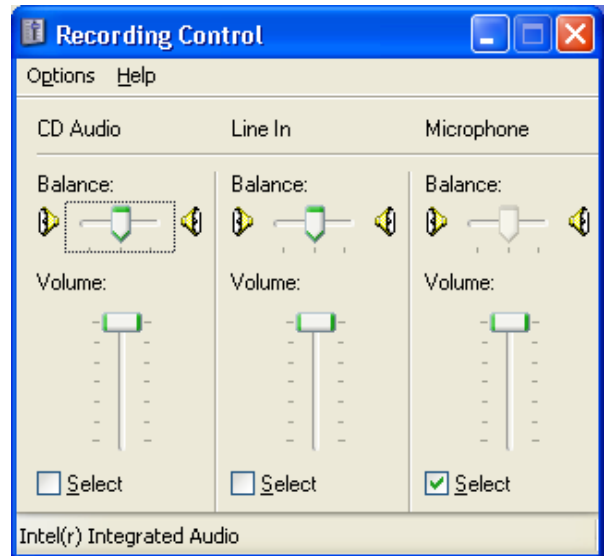 Recording Control
Options Help
CD Audio Line In Microphone
Balance: Balance: Balance:
Volume: Volume: Volume:
Select Select Select
Intel(r) Integrated Audio